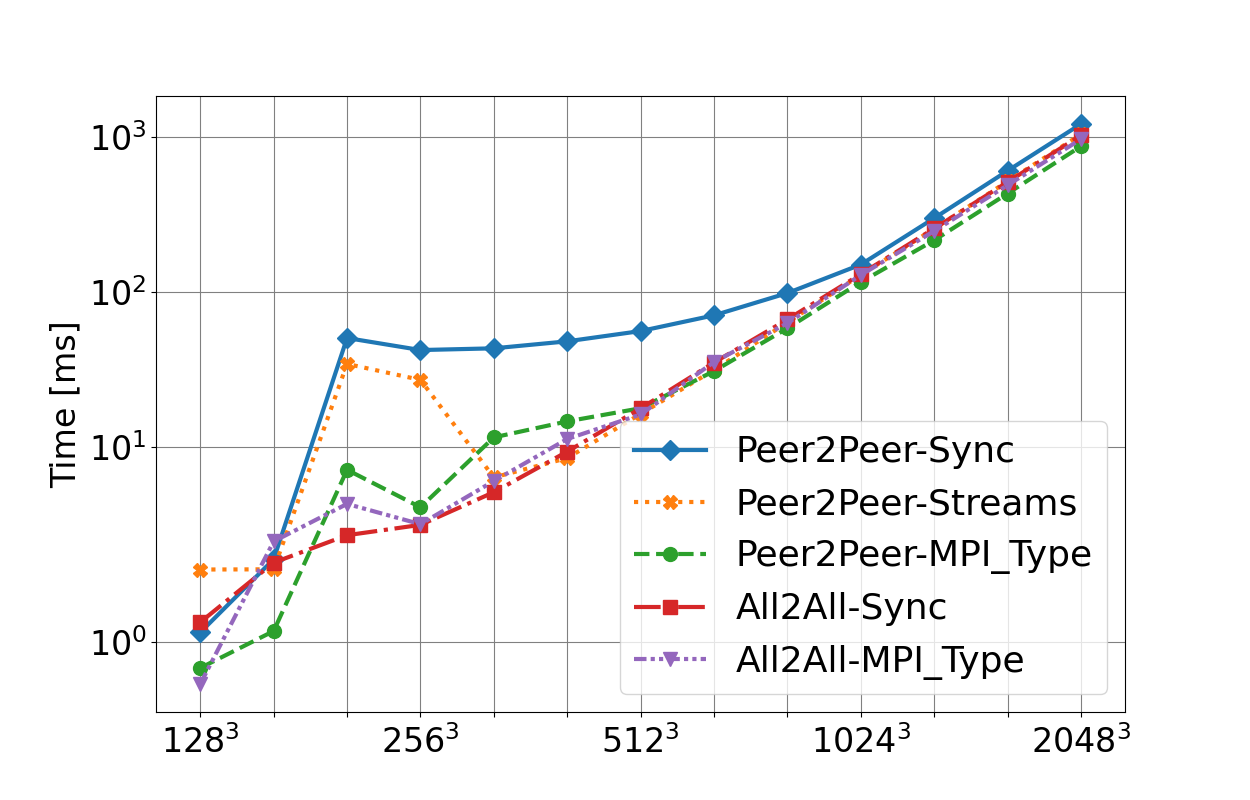 10³
10²
10¹
10⁰
Time [ms]
Peer2Peer-Sync
Peer2Peer-Streams
Peer2Peer-MPI_Type
All2All-Sync
All2All-MPI_Type
128³ 256³ 512³ 1024³ 2048³